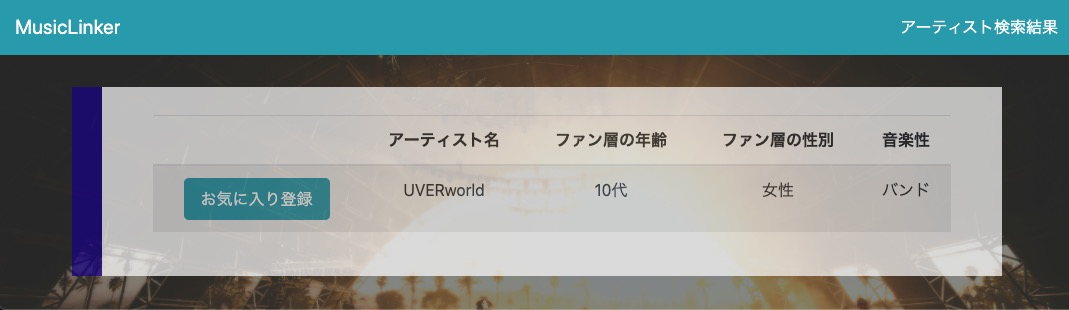 MusicLinker アーティスト検索結果
アーティスト名 ファン層の年齢 ファン層の性別 音楽性
お気に入り登録 UVERworld 10代 女性 バンド